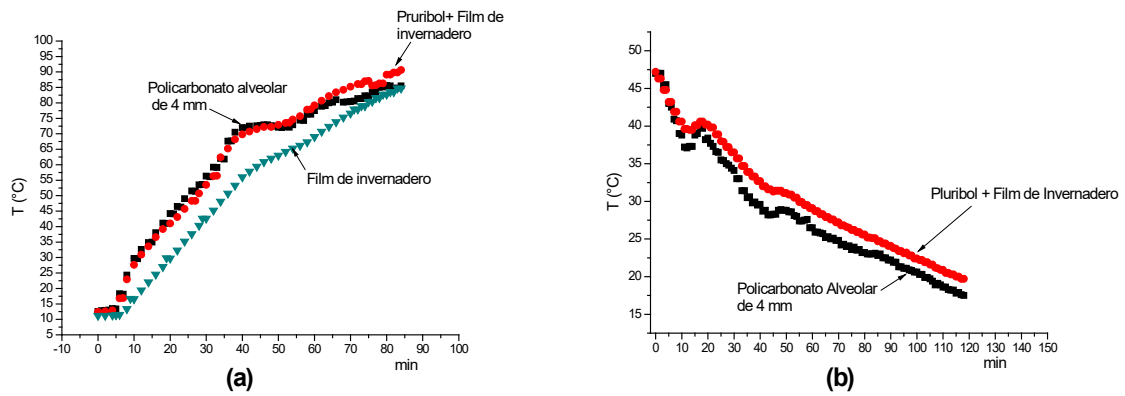 Pruribol+ Film de
invernadero
Policarbonato alveolar
de 4 mm
Film de invernadero
T (°C)
100
95
90
85
80
75
70
65
60
55
50
45
40
35
30
25
20
15
10
5
-10 0 10 20 30 40 50 60 70 80 90 100
min
(a)
T (°C)
50
45
40
35
30
25
20
15
Pluribol + Film de Invernadero
Policarbonato Alveolar
de 4 mm
0 10 20 30 40 50 60 70 80 90 100 110 120 130 140 150
min
(b)